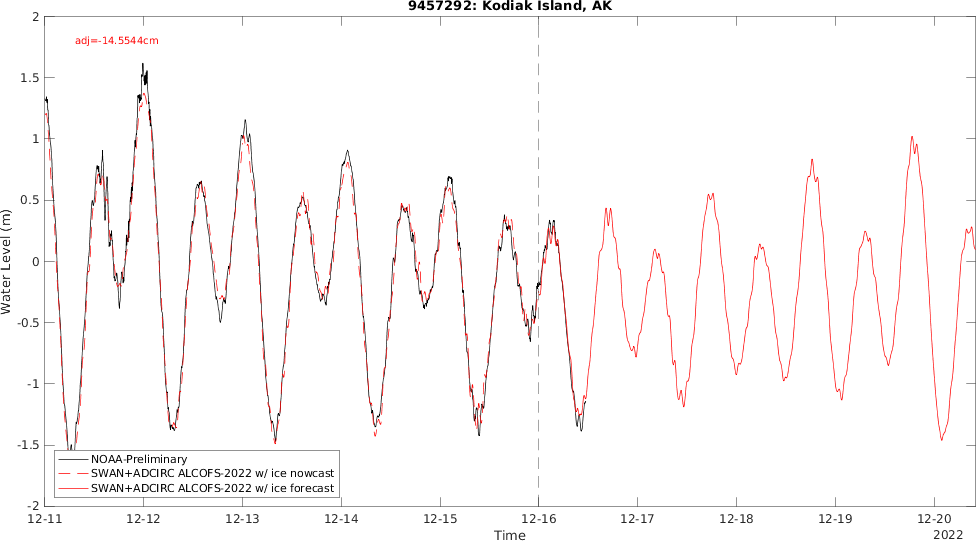 9457292: Kodiak Island, AK
adj=-14.5544cm
2
1.5
1
0.5
0
-0.5
-1
-1.5
-2
Water Level (m)
NOAA-Preliminary
SWAN+ADCIRC ALCOFS-2022 w/ ice nowcast
SWAN+ADCIRC ALCOFS-2022 w/ ice forecast
12-11 12-12 12-13 12-14 12-15 12-16 12-17 12-18 12-19 12-20
Time
2022